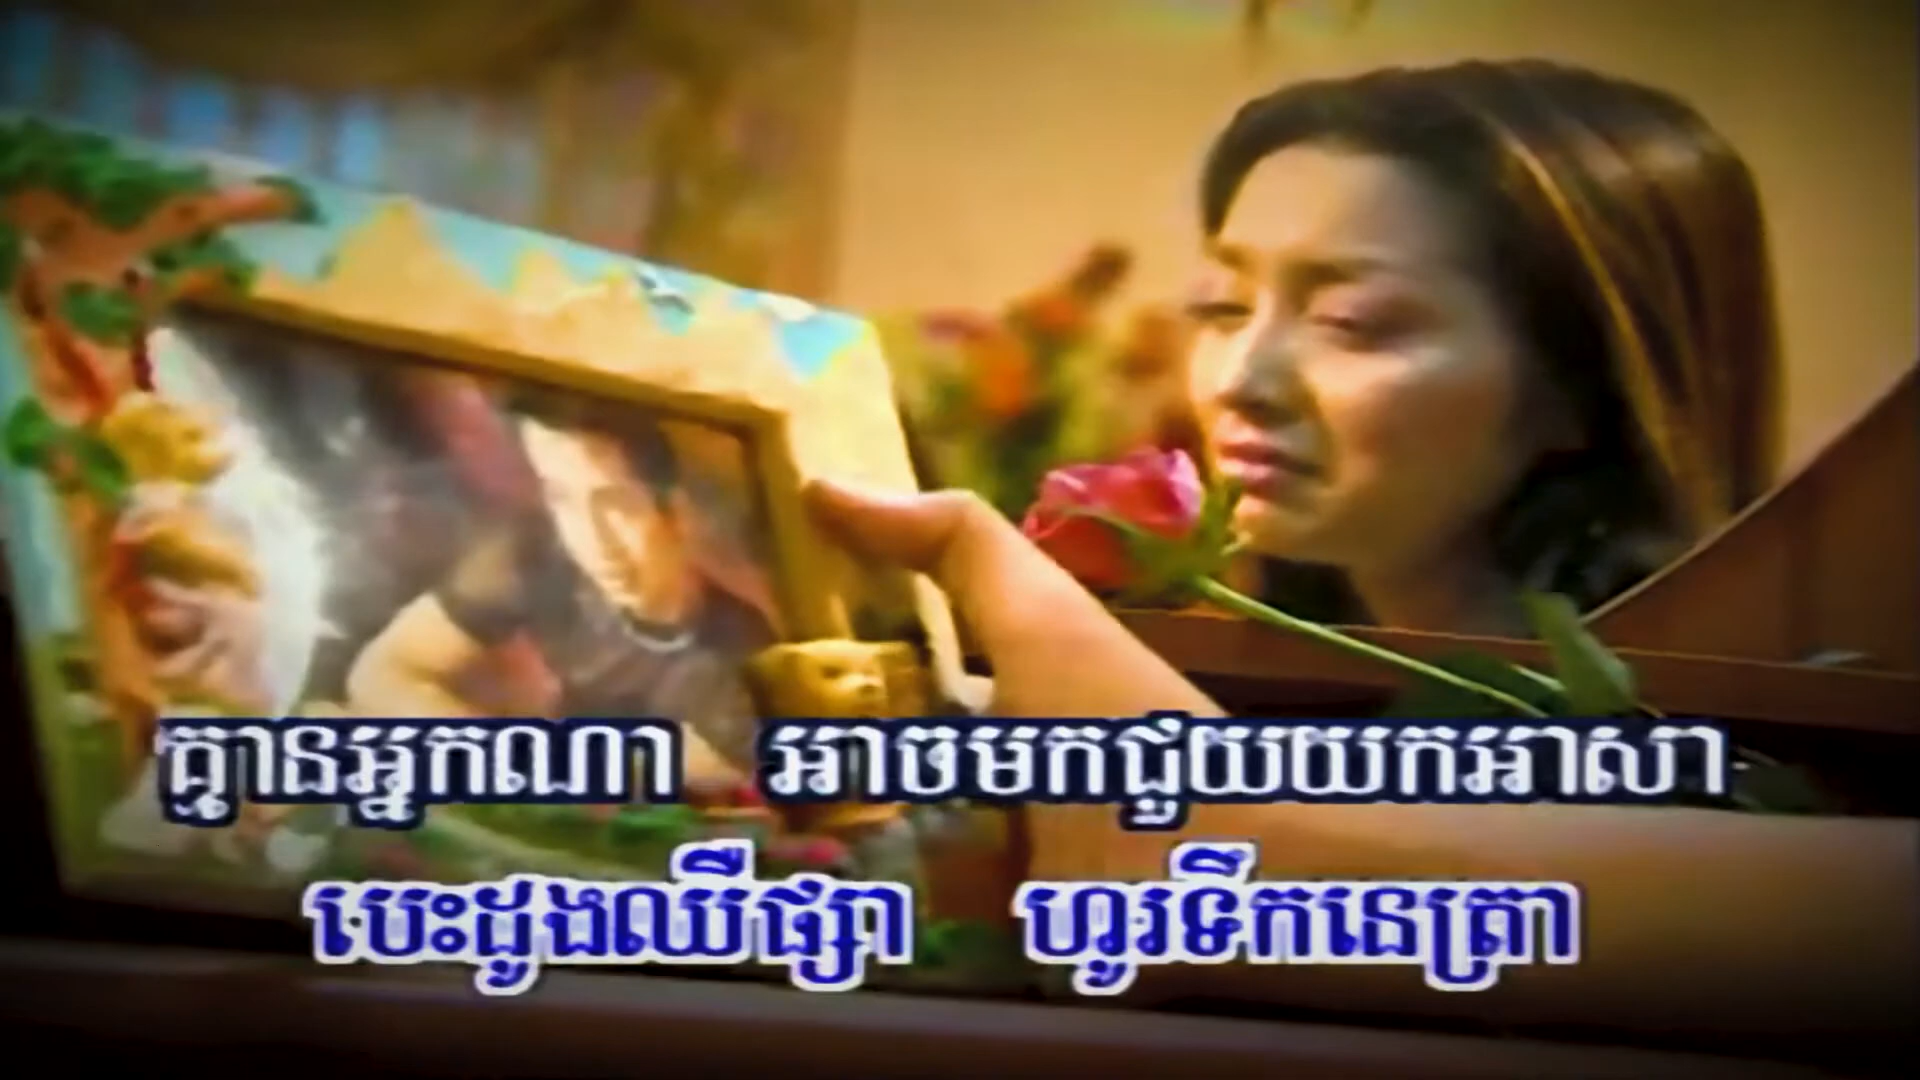 គ្មានអ្នកណា អាចមកជួយយកអាសា
បេះដូងឈឺផ្សា ហូរទឹកនេត្រា